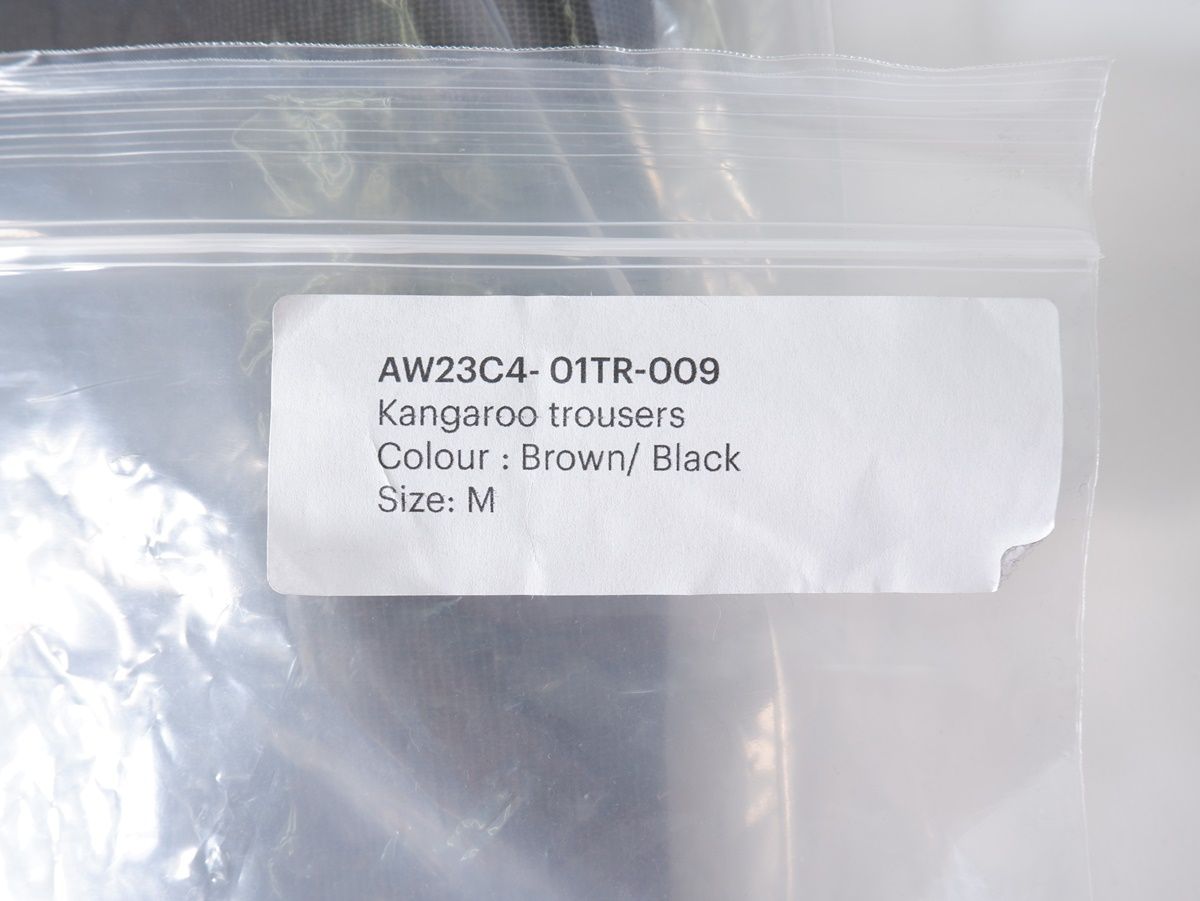 AW23C4- 01TR-009
Kangaroo trousers
Colour : Brown/ Black
Size: M